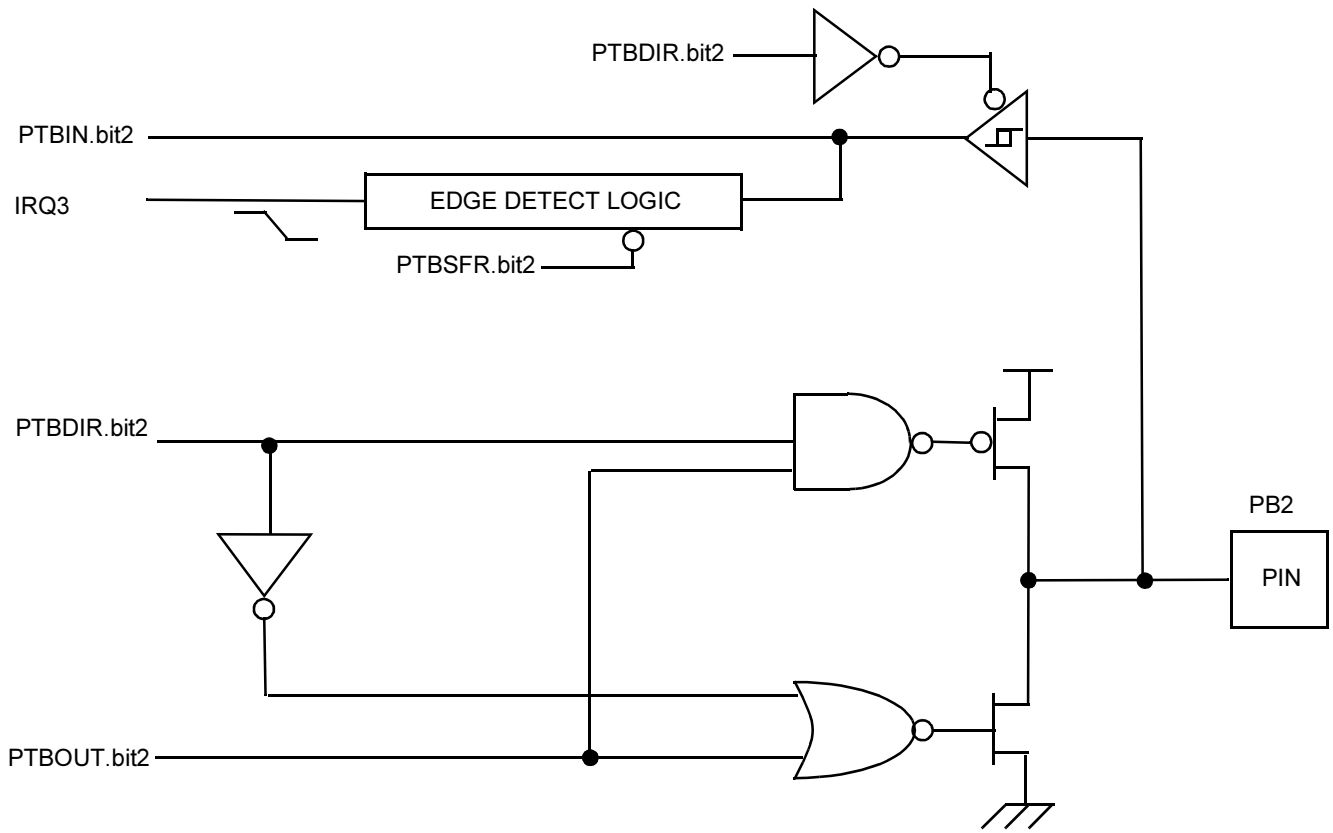 PTBDIR.bit2
PTBIN.bit2
IRQ3
EDGE DETECT LOGIC
PTBSFR.bit2
PTBDIR.bit2
PB2
PIN
PTBOUT.bit2